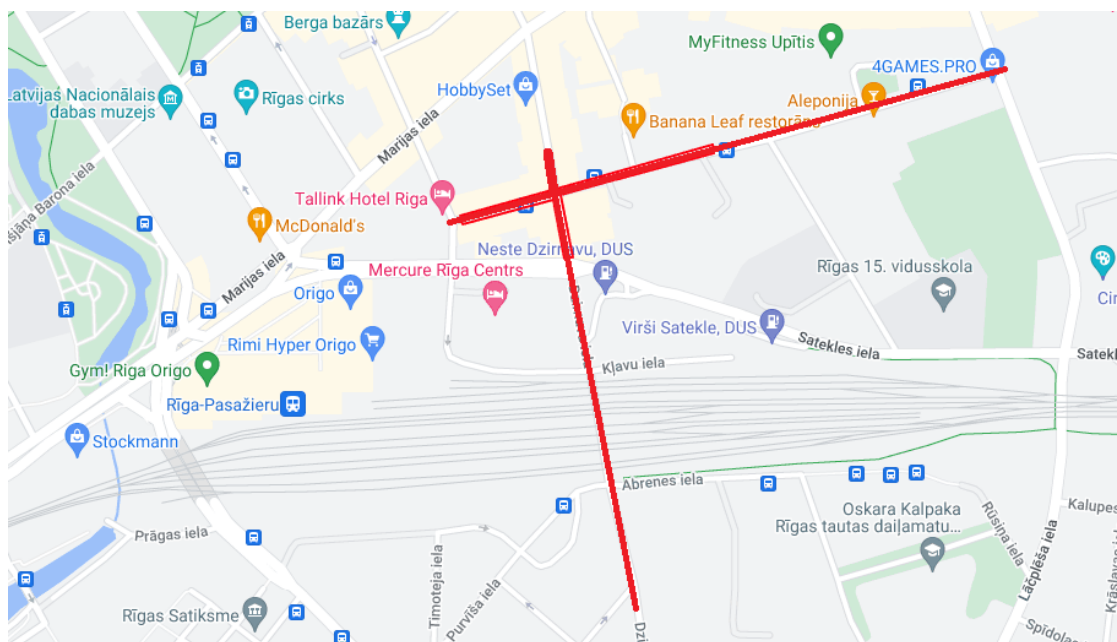 Berga bazārs
MyFitness Upītis
4GAMES.PRO
HobbySet
Latvijas Nacionālais
dabas muzejs
Rīgas cirks
Aleponija
Banana Leaf restorāns
Marijas iela
Barona iela
Tallink Hotel Riga
McDonald's
Neste Dzirnavu, DUS
Mercure Rīga Centrs
Rīgas 15. vidusskola
Marijas iela
Origo
Virši Satekle, DUS
Rimi Hyper Origo
Satekles iela
Kļavu iela
Gym! Riga Origo
Rīga-Pasažieru
Stockmann
Abrenes iela
Oskara Kalpaka
Rīgas tautas daiļamatu...
Rūsiņa iela
Prāgas iela
Timoteja iela
Purvīša iela
Lāčplēša iela
Rīgas Satiksme